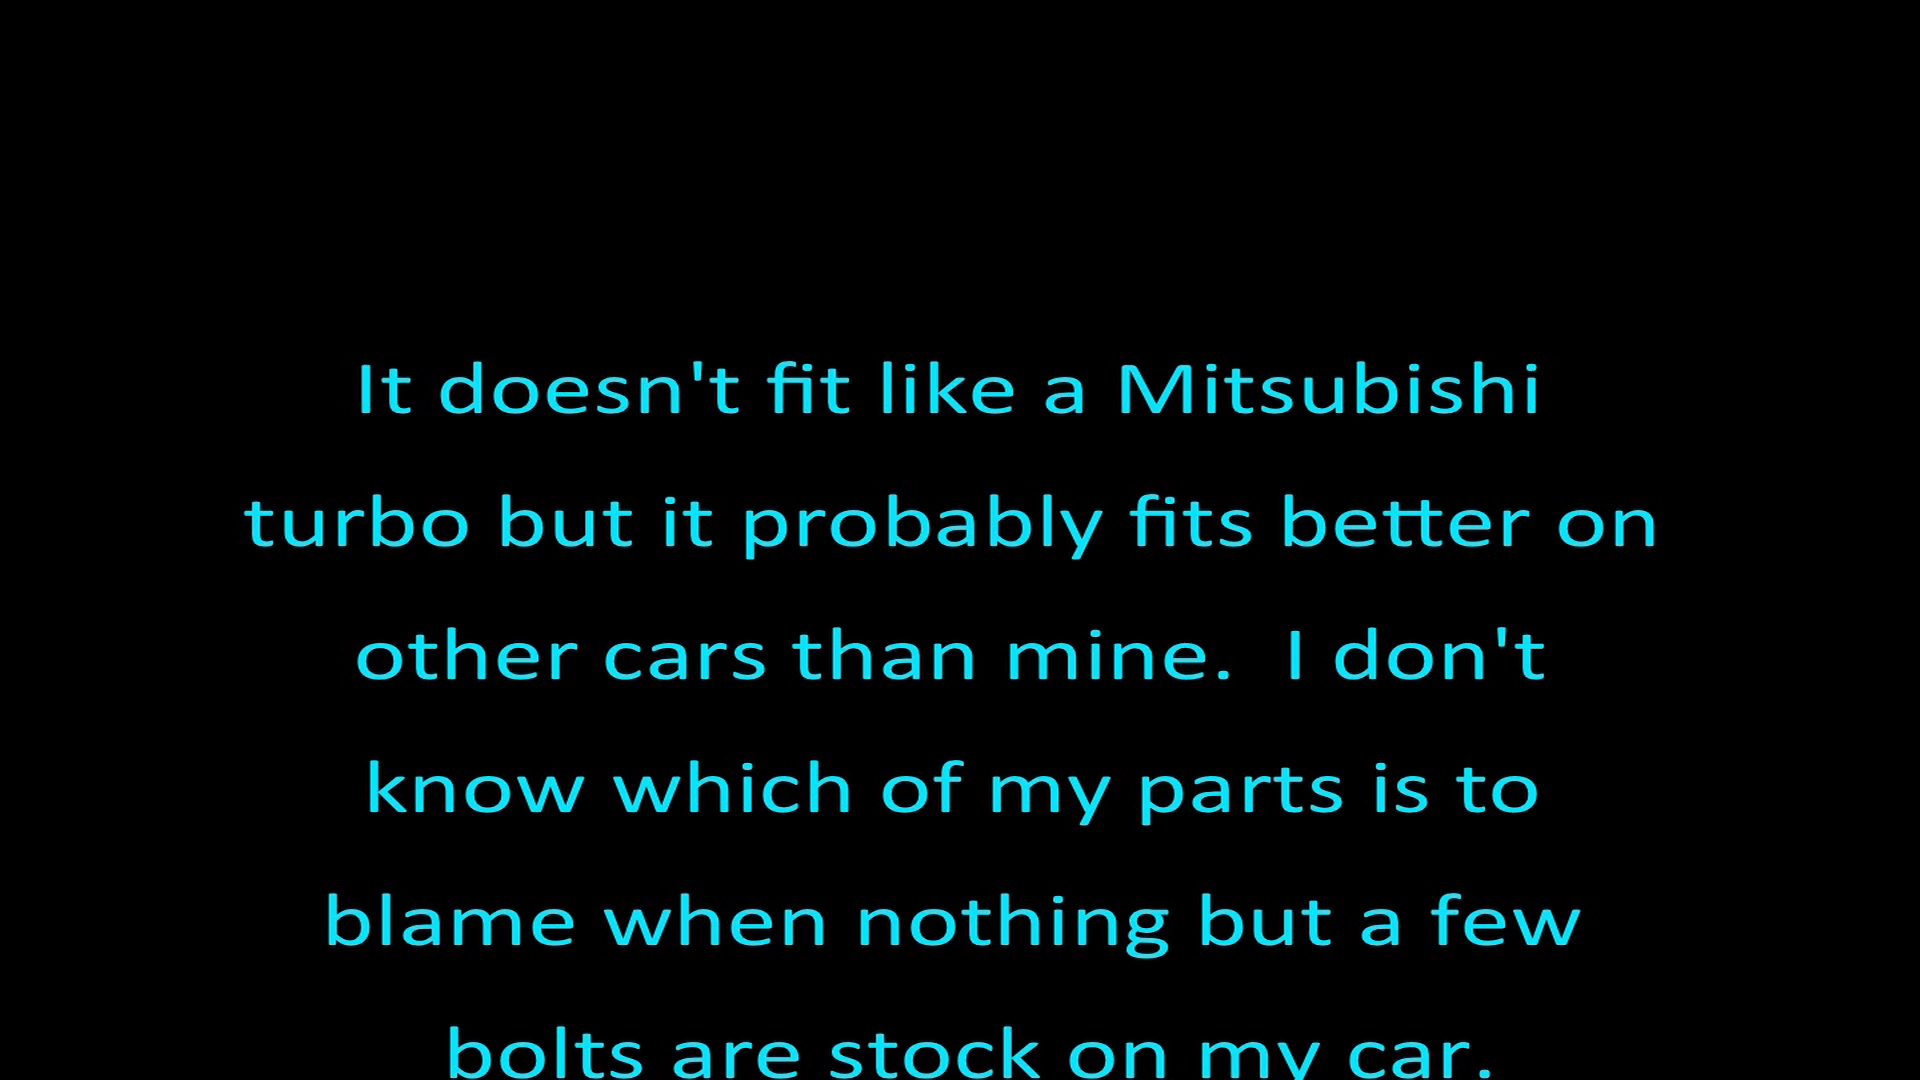 It doesn't fit like a Mitsubishi
turbo but it probably fits better on
other cars than mine.  I don't
know which of my parts is to
blame when nothing but a few
bolts are stock on my car.